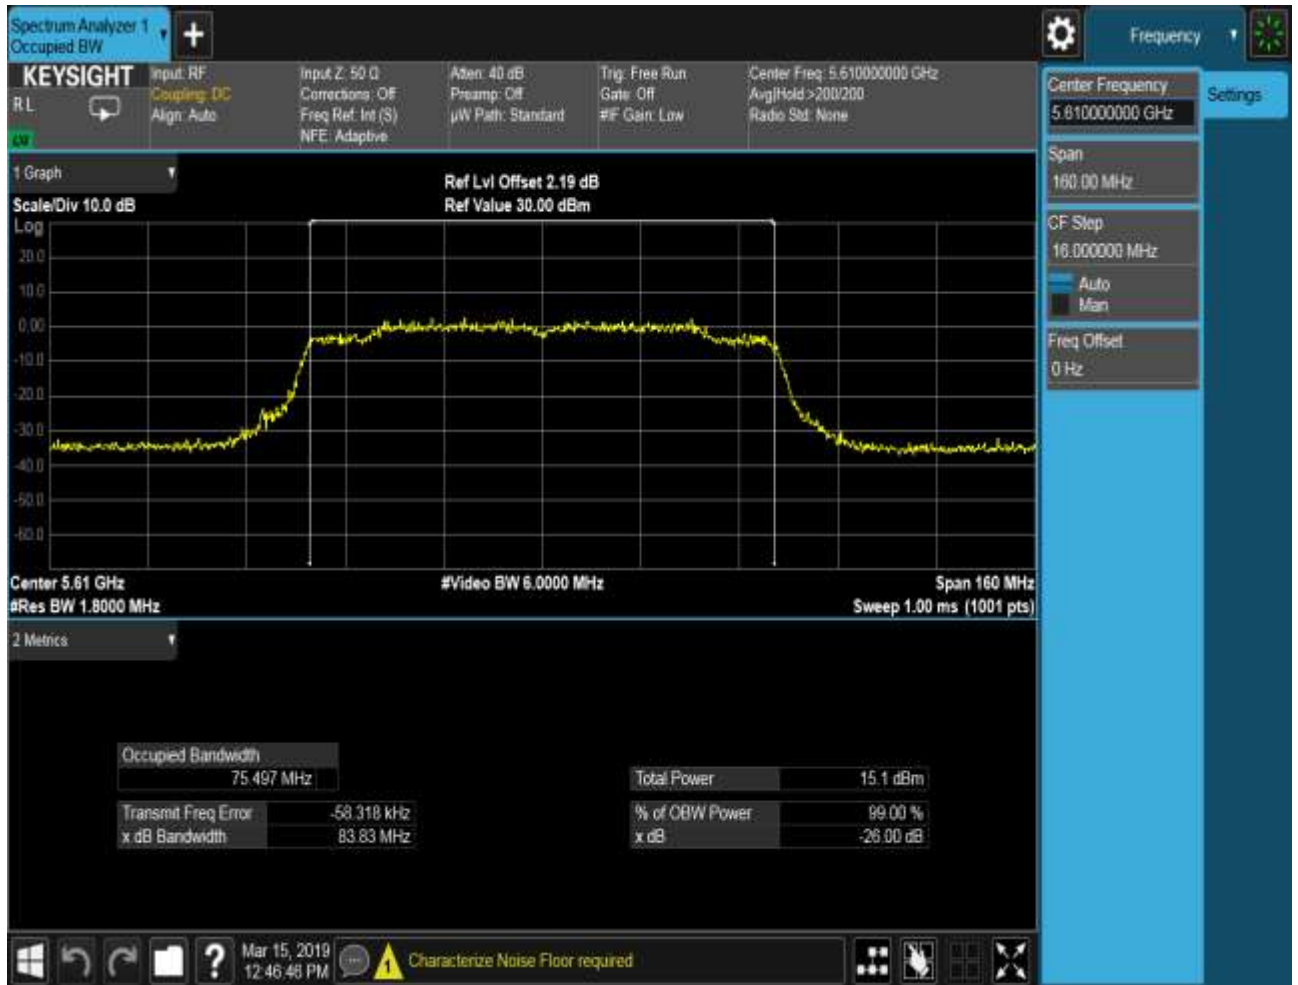 Spectrum Analyzer 1
Occupied BW
+
Frequency
KEYSIGHT
R L
Input: RF
Coupling: DC
Align: Auto
Input Z: 50 Ω
Corrections: Off
Freq Ref: Int (S)
NFE: Adaptive
Atten: 40 dB
Preamp: Off
µW Path: Standard
Trig: Free Run
Gate: Off
#IF Gain: Low
Center Freq: 5.610000000 GHz
Avg|Hold:>200/200
Radio Std: None
Center Frequency
5.610000000 GHz
Settings
Span
160.00 MHz
CF Step
16.000000 MHz
Auto
Man
Freq Offset
0 Hz
1 Graph
Scale/Div 10.0 dB
Ref Lvl Offset 2.19 dB
Ref Value 30.00 dBm
Log
20.0
10.0
0.00
-10.0
-20.0
-30.0
-40.0
-50.0
-60.0
Center 5.61 GHz
#Video BW 6.0000 MHz
Span 160 MHz
#Res BW 1.8000 MHz
Sweep 1.00 ms (1001 pts)
2 Metrics
Occupied Bandwidth
75.497 MHz
Total Power 15.1 dBm
Transmit Freq Error -58.318 kHz
% of OBW Power 99.00 %
x dB Bandwidth 83.83 MHz
x dB -26.00 dB
?
Mar 15, 2019
12:46:46 PM
1
Characterize Noise Floor required